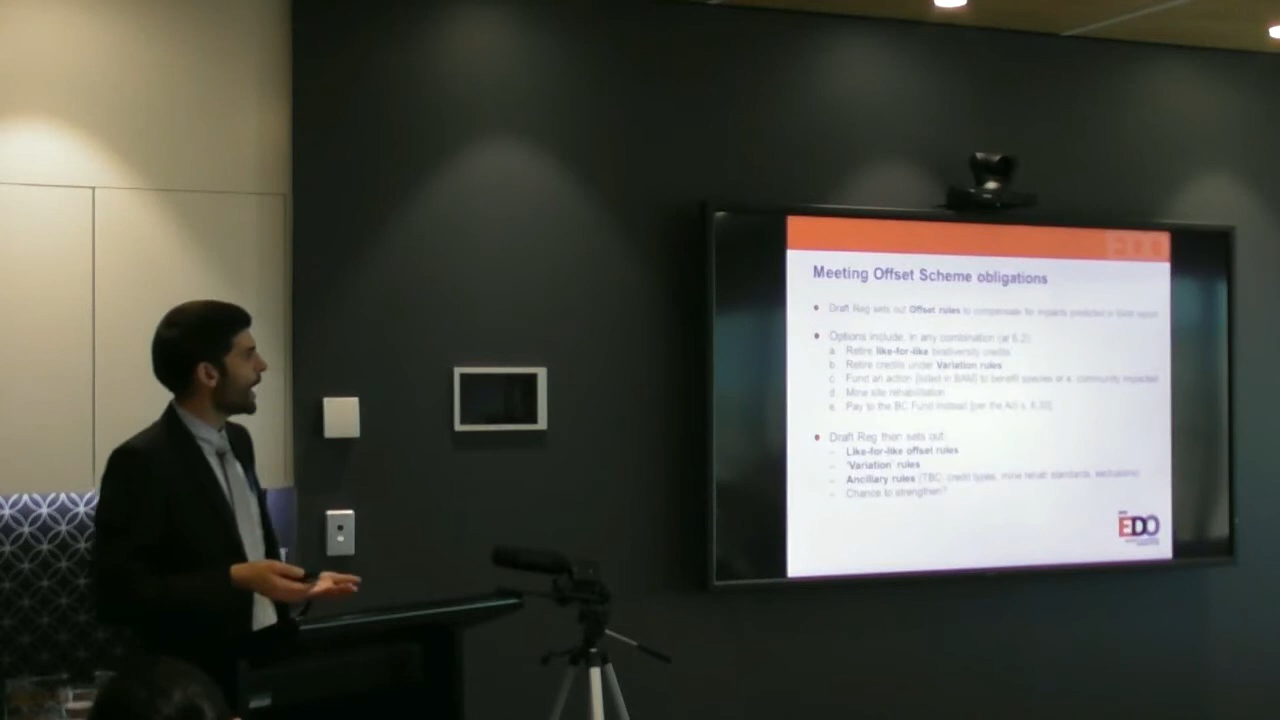 EDO
Meeting Offset Scheme obligations
• Draft Reg sets out Offset rules to compensate for impacts predicted in BAM report
• Options include, in any combination (at 6.2):
a. Retire like-for-like biodiversity credits
b. Retire credits under Variation rules
c. Fund an action [listed in BAM] to benefit species or e. community impacted
d. Mine site rehabilitation
e. Pay to the BC Fund instead [per the Act s. 6.30]
• Draft Reg then sets out:
– Like-for-like offset rules
– 'Variation' rules
– Ancillary rules (TBC: credit types, mine rehab standards, exclusions)
– Chance to strengthen?
EDO